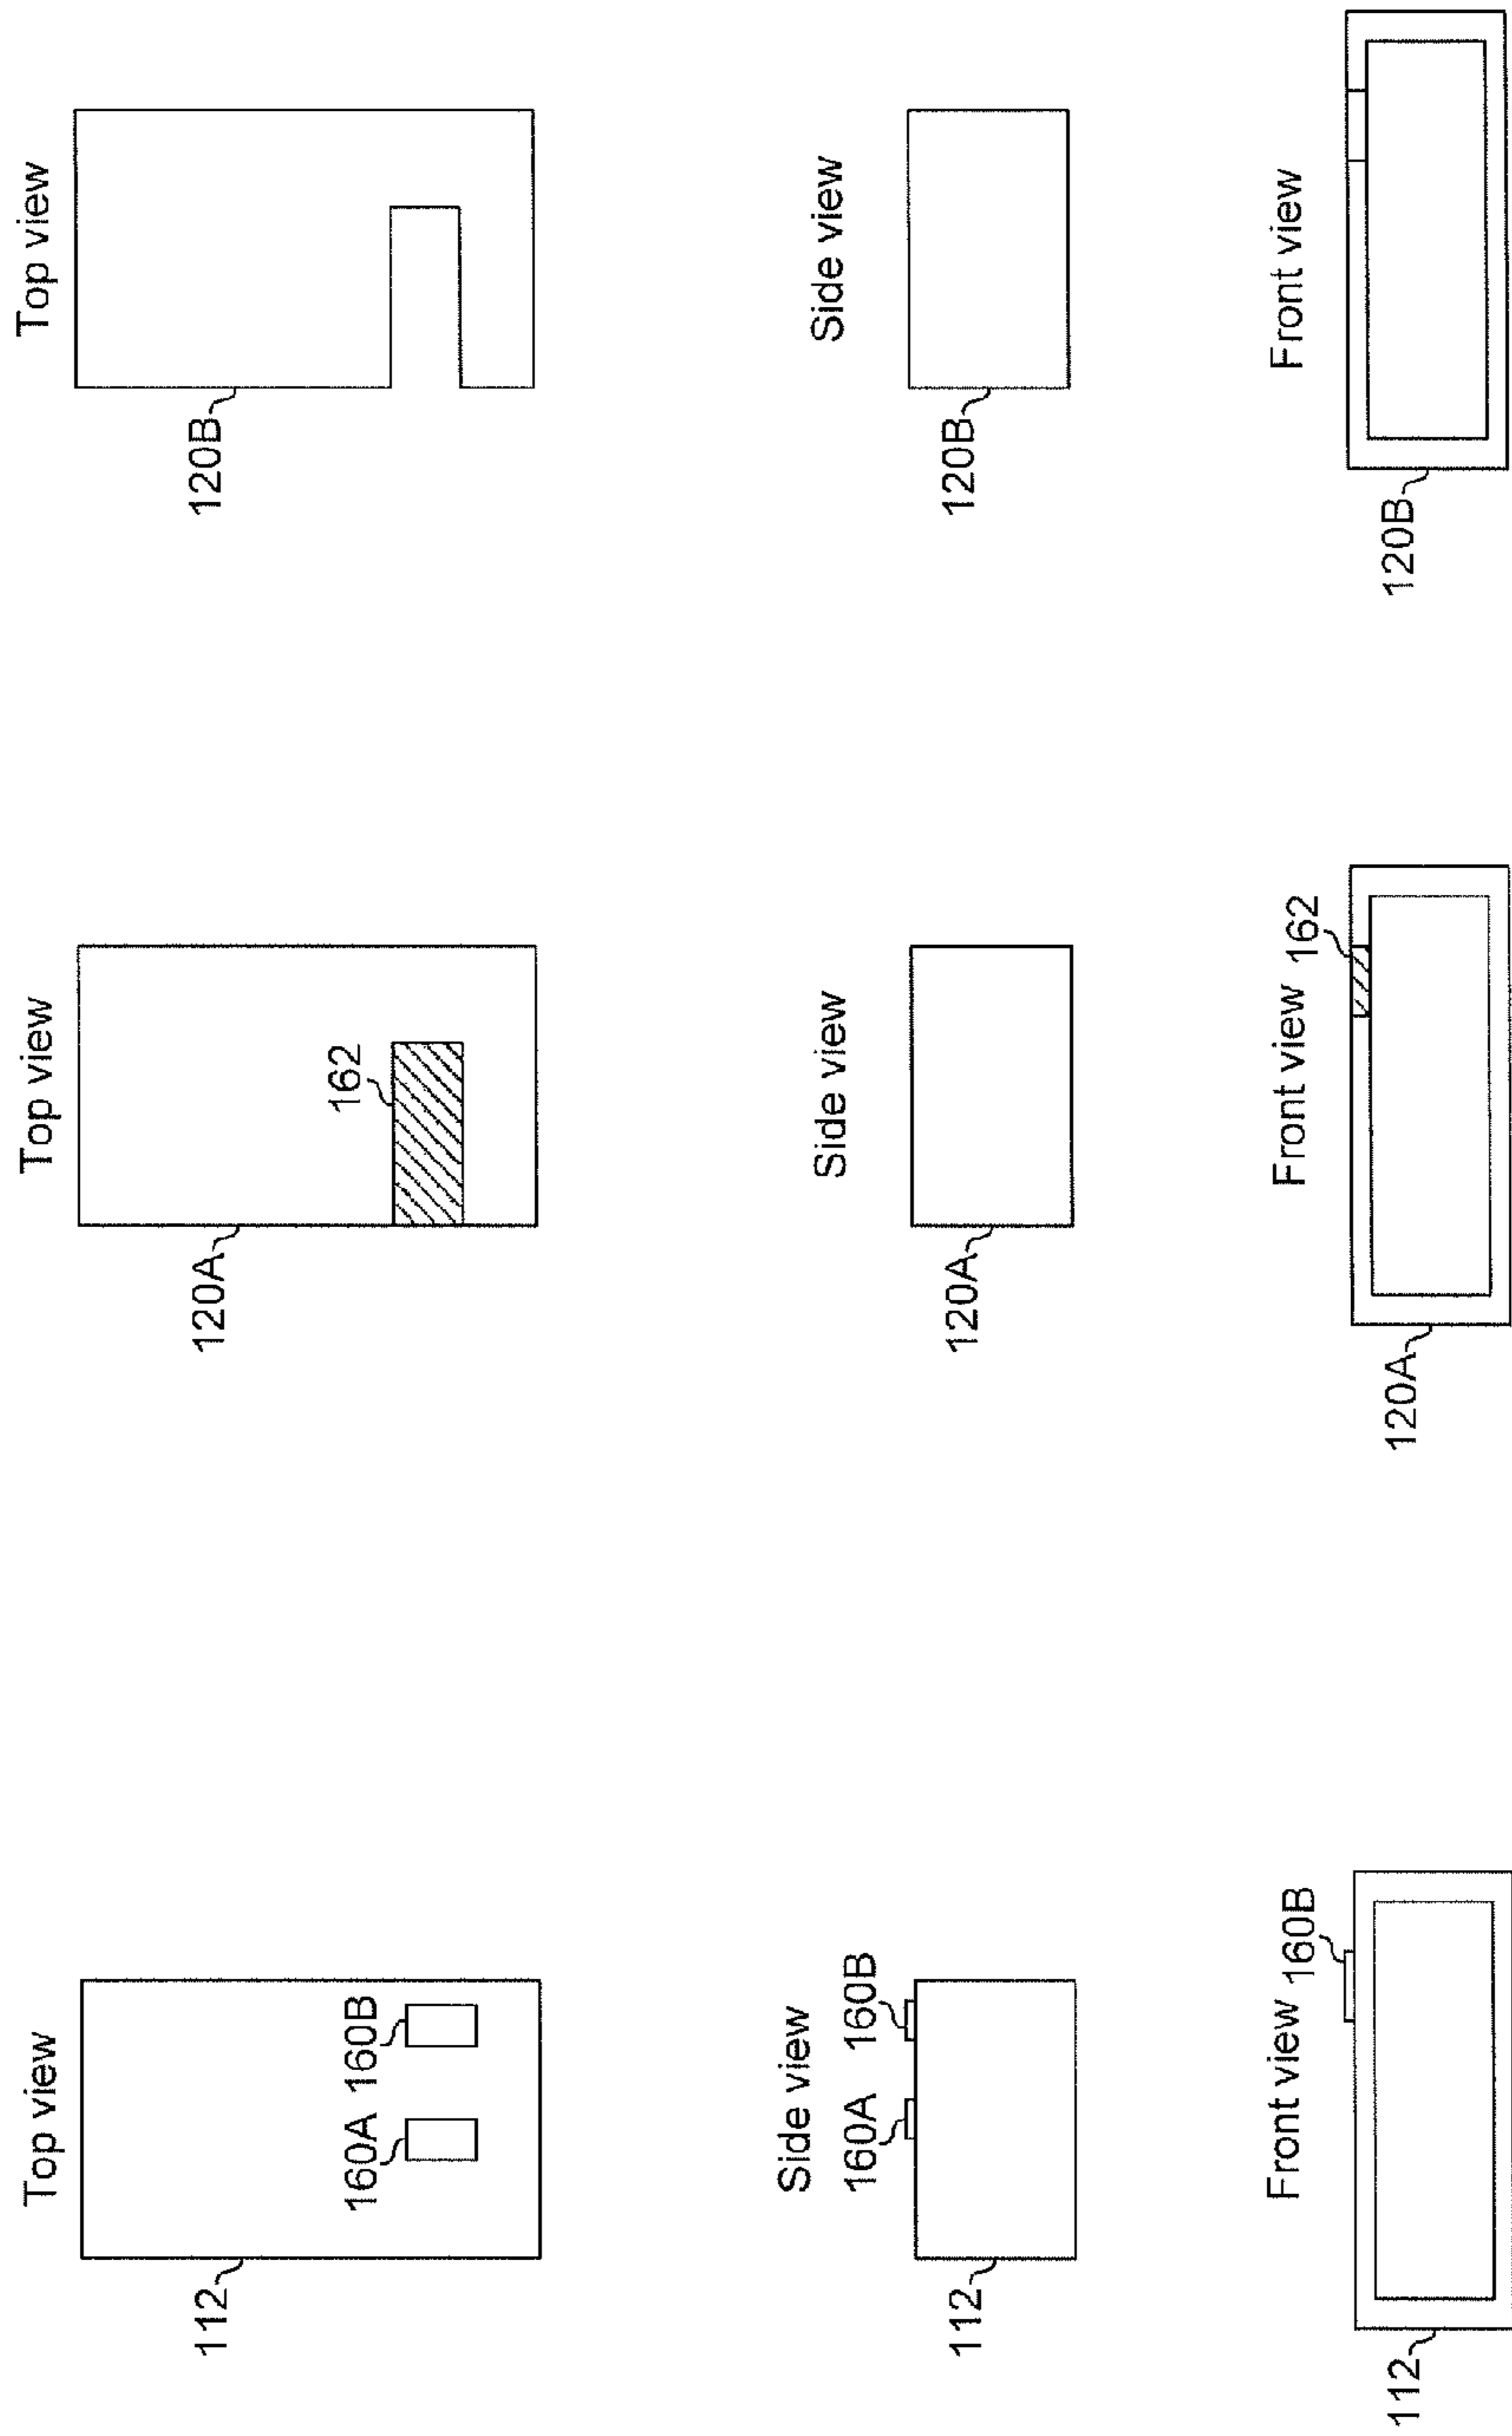 Top view
112
160A 160B
Top view
120A
162
Top view
120B
Side view
160A 160B
112
Side view
120A
Side view
120B
Front view 160B
112
Front view 162
120A
Front view
120B